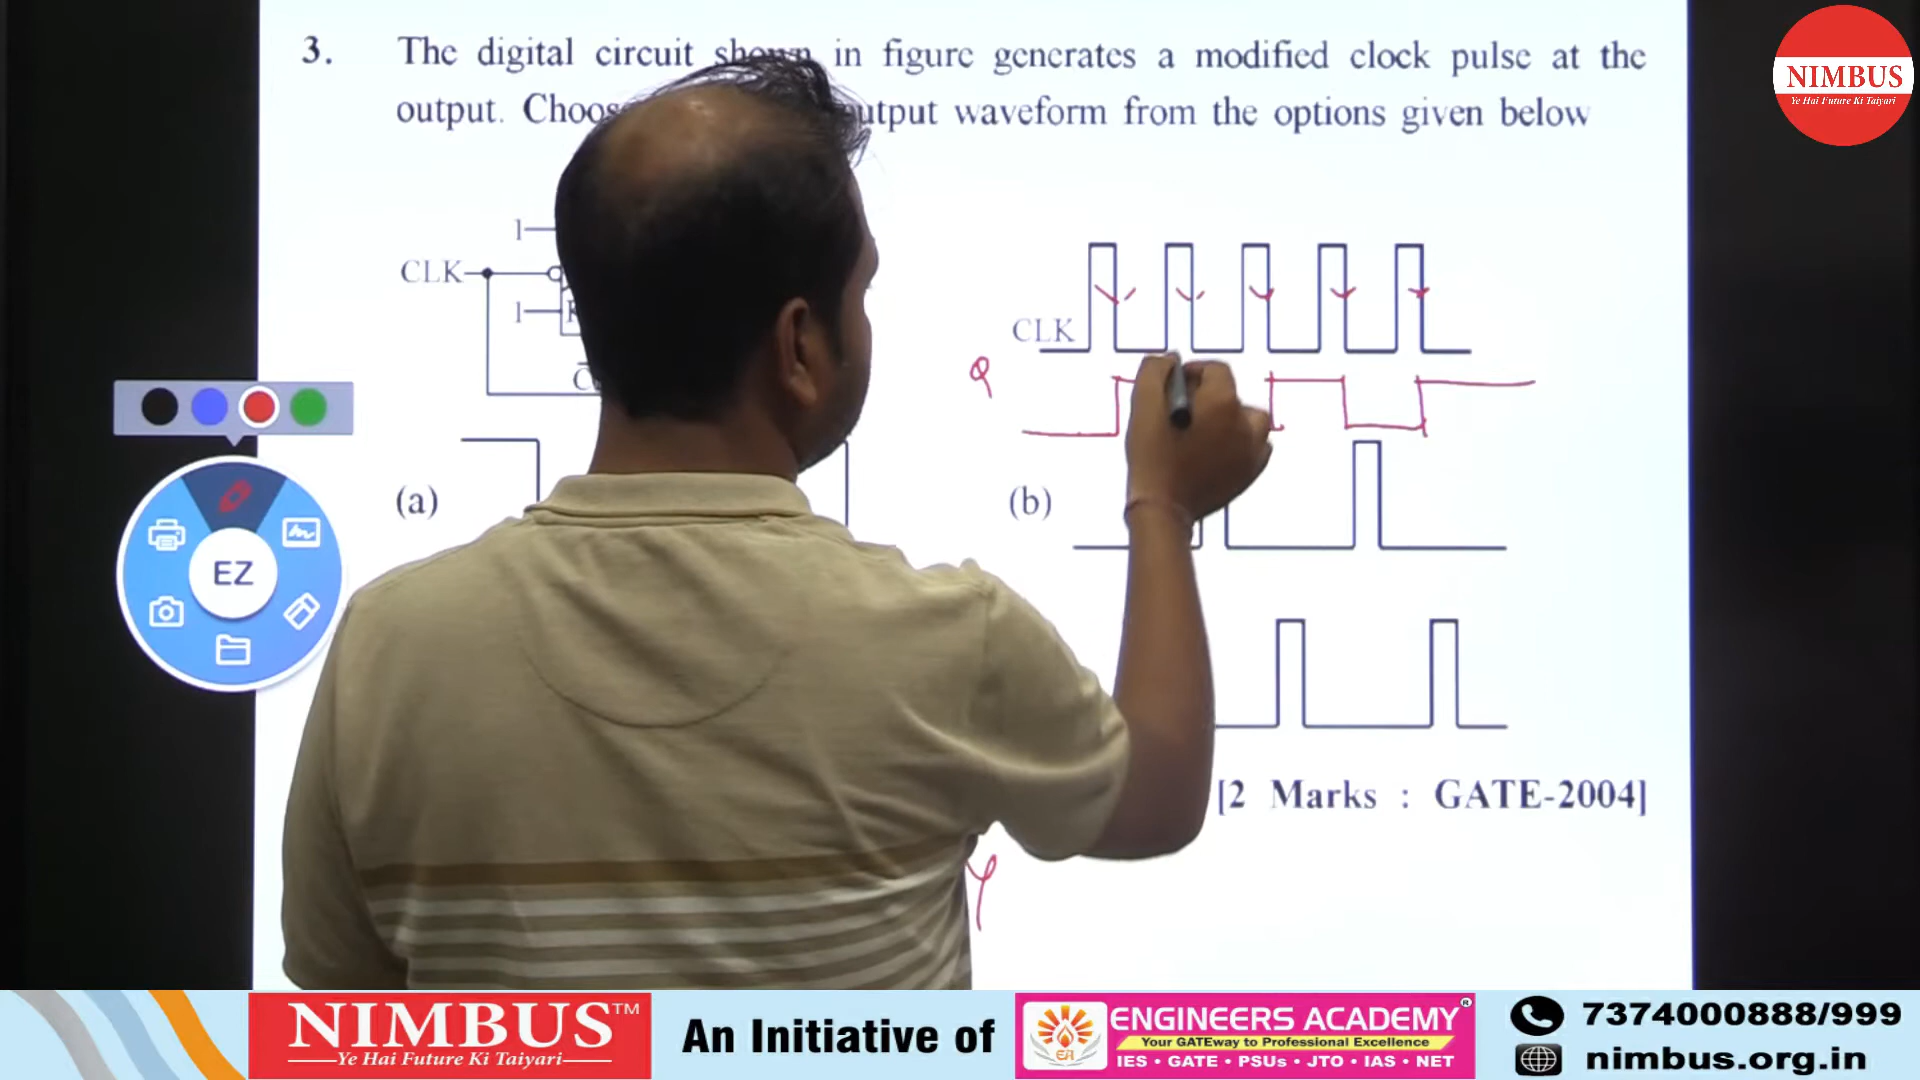 3. The digital circuit shown in figure generates a modified clock pulse at the
output. Choose utput waveform from the options given below
NIMBUS
Ye Hai Future Ki Taiyari
1
CLK
1
CLK
Q
(a)
(b)
EZ
[2 Marks : GATE-2004]
Y
NIMBUS™
Ye Hai Future Ki Taiyari
An Initiative of
ENGINEERS ACADEMY®
Your GATEway to Professional Excellence
EA
IES • GATE • PSUs • JTO • IAS • NET
7374000888/999
nimbus.org.in